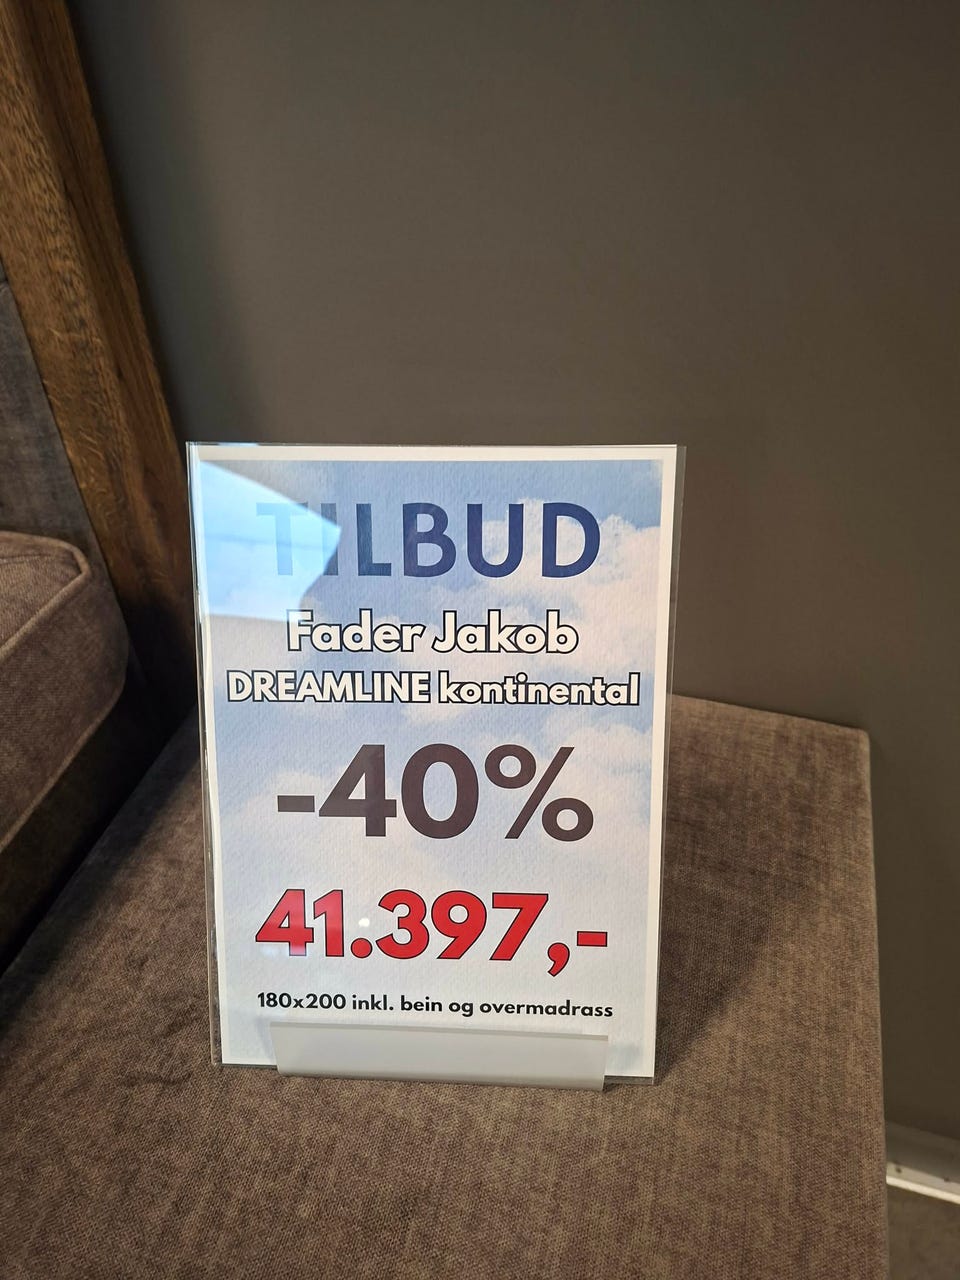 TILBUD
Fader Jakob
DREAMLINE kontinental
-40%
41.397,-
180x200 inkl. bein og overmadrass